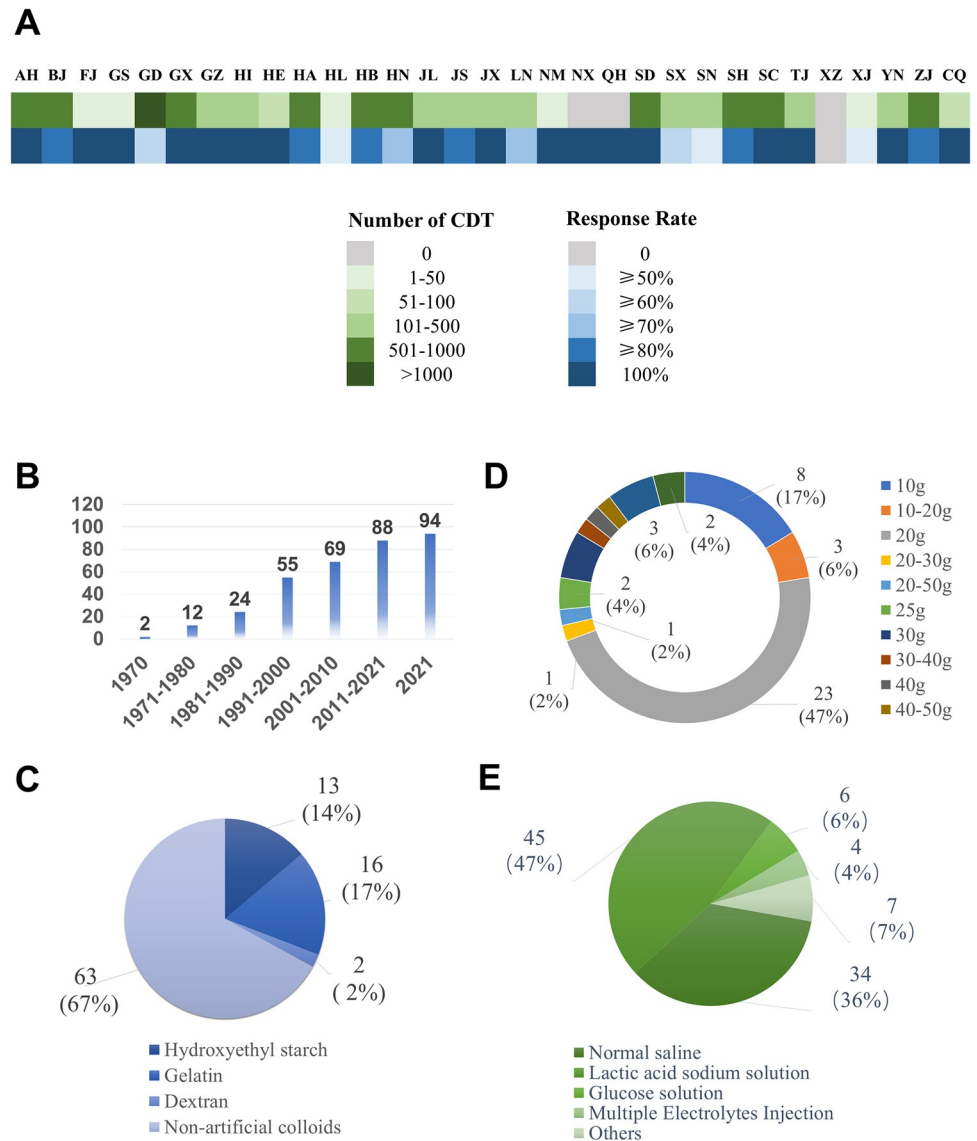 A
AH BJ FJ GS GD GX GZ HI HE HA HL HB HN JL JS JX LN NM NX QH SD SX SN SH SC TJ XZ XJ YN ZJ CQ
Number of CDT
0
1-50
51-100
101-500
501-1000
>1000
Response Rate
0
≥50%
≥60%
≥70%
≥80%
100%
B
120
100
80
60
40
20
0
2
12
24
55
69
88
94
1970
1971-1980
1981-1990
1991-2000
2001-2010
2011-2021
2021
D
8
(17%)
3
(6%)
23
(47%)
1
(2%)
1
(2%)
2
(4%)
3
(6%)
2
(4%)
10g
10-20g
20g
20-30g
20-50g
25g
30g
30-40g
40g
40-50g
C
13
(14%)
16
(17%)
2
( 2%)
63
(67%)
Hydroxyethyl starch
Gelatin
Dextran
Non-artificial colloids
E
45
(47%)
6
(6%)
4
(4%)
7
(7%)
34
(36%)
Normal saline
Lactic acid sodium solution
Glucose solution
Multiple Electrolytes Injection
Others